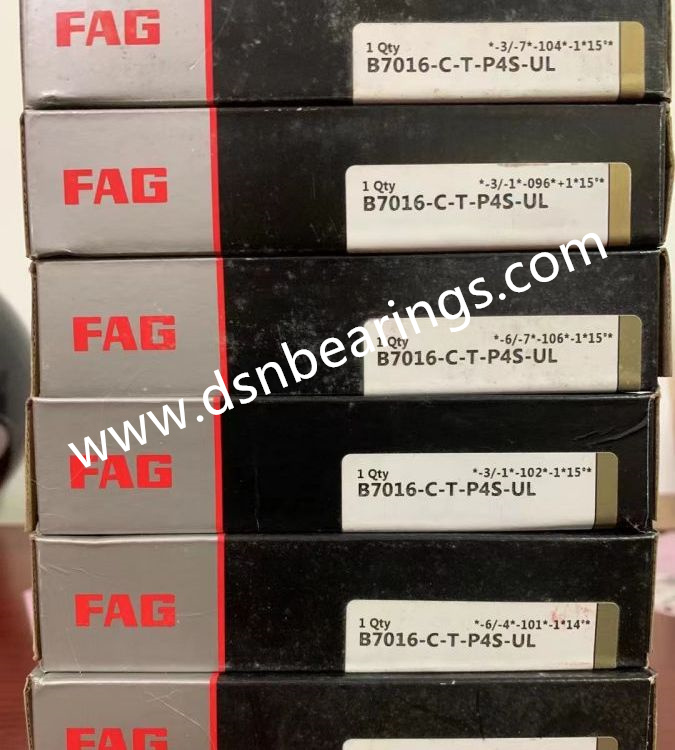 FAG
1 Qty *-3/-7*-104*-1*15°*
B7016-C-T-P4S-UL
FAG
1 Qty *-3/-1*-096*+1*15°*
B7016-C-T-P4S-UL
www.dsnbearings.com
FAG
1 Qty *-6/-7*-106*-1*15°*
B7016-C-T-P4S-UL
FAG
1 Qty *-3/-1*-102*-1*15°*
B7016-C-T-P4S-UL
FAG
1 Qty *-6/-4*-101*-1*14°*
B7016-C-T-P4S-UL
FAG